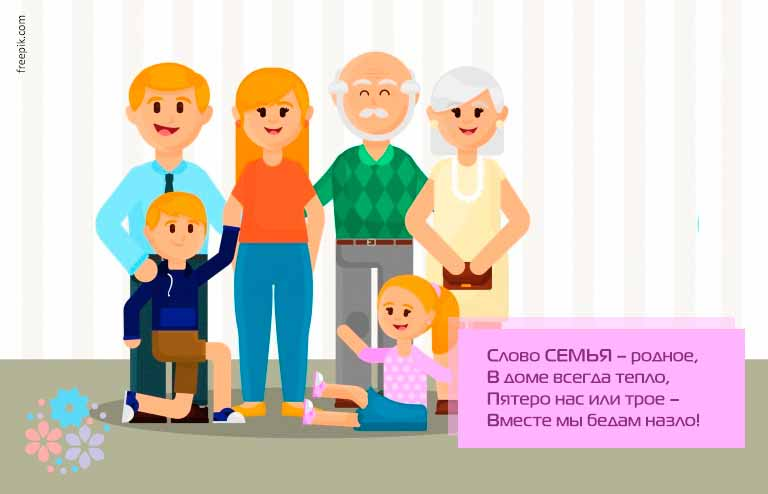 freepik.com
Слово СЕМЬЯ – родное,
В доме всегда тепло,
Пятеро нас или трое –
Вместе мы бедам назло!